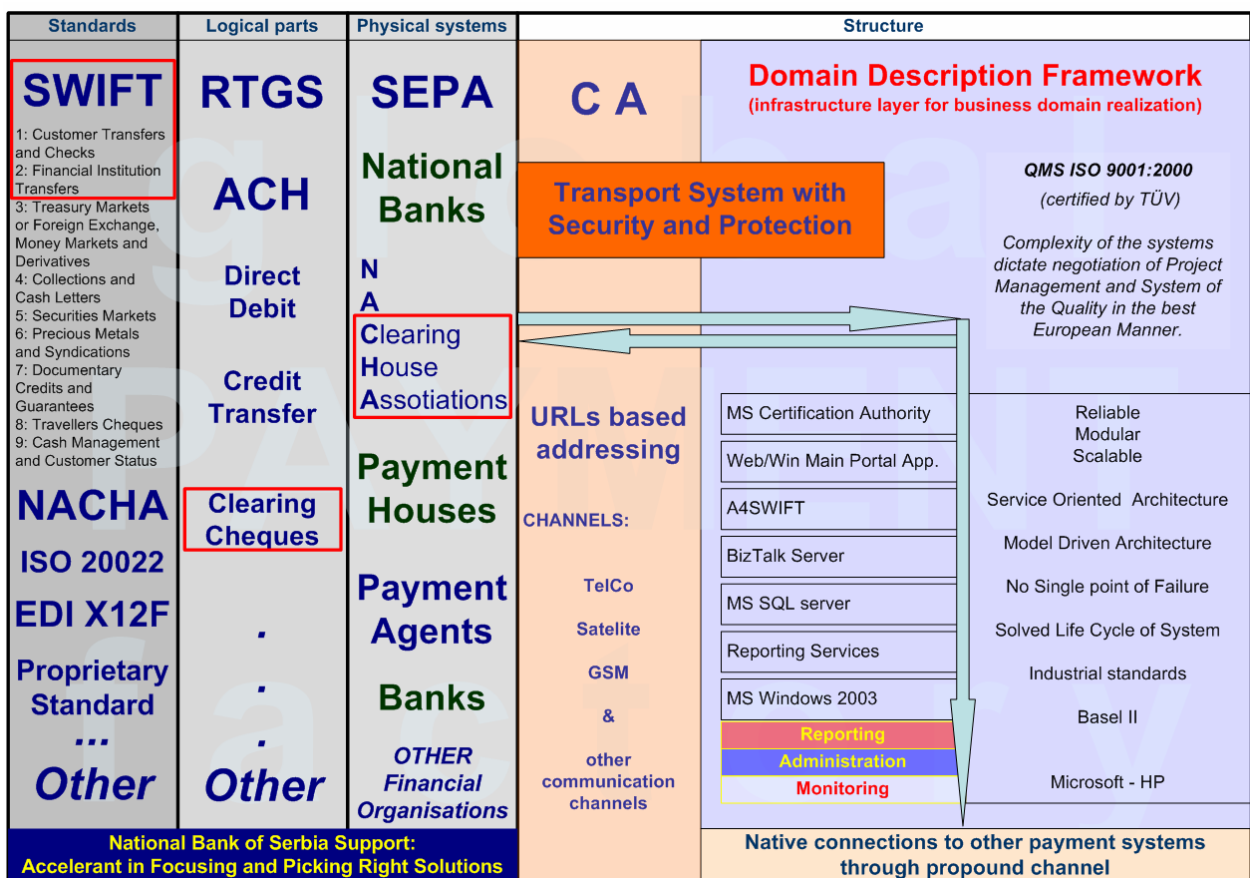 Standards
Logical parts
Physical systems
Structure
SWIFT
1: Customer Transfers
and Checks
2: Financial Institution
Transfers
3: Treasury Markets
or Foreign Exchange,
Money Markets and
Derivatives
4: Collections and
Cash Letters
5: Securities Markets
6: Precious Metals
and Syndications
7: Documentary
Credits and
Guarantees
8: Travellers Cheques
9: Cash Management
and Customer Status
NACHA
ISO 20022
EDI X12F
Proprietary
Standard
...
Other
RTGS
ACH
Direct
Debit
Credit
Transfer
Clearing
Cheques
.
.
.
Other
SEPA
National
Banks
N
A
Clearing
House
Assotiations
Payment
Houses
Payment
Agents
Banks
OTHER
Financial
Organisations
National Bank of Serbia Support:
Accelerant in Focusing and Picking Right Solutions
C A
Transport System with
Security and Protection
URLs based
addressing
CHANNELS:
TelCo
Satelite
GSM
&
other
communication
channels
Domain Description Framework
(infrastructure layer for business domain realization)
QMS ISO 9001:2000
(certified by TÜV)
Complexity of the systems
dictate negotiation of Project
Management and System of
the Quality in the best
European Manner.
MS Certification Authority
Web/Win Main Portal App.
A4SWIFT
BizTalk Server
MS SQL server
Reporting Services
MS Windows 2003
Reporting
Administration
Monitoring
Reliable
Modular
Scalable
Service Oriented Architecture
Model Driven Architecture
No Single point of Failure
Solved Life Cycle of System
Industrial standards
Basel II
Microsoft - HP
Native connections to other payment systems
through propound channel
global
PAYMENT
factory